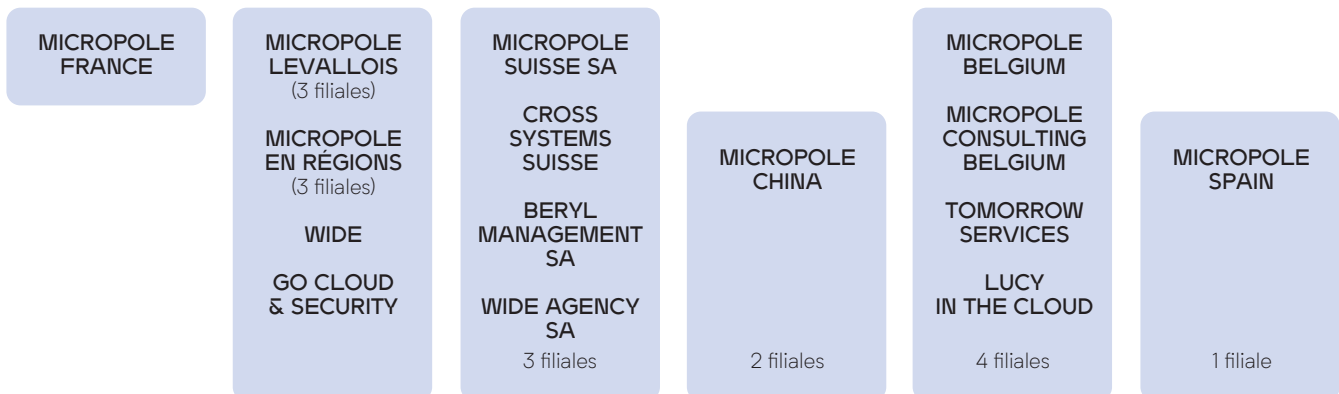 MICROPOLE
FRANCE
MICROPOLE
LEVALLOIS
(3 filiales)
MICROPOLE
EN RÉGIONS
(3 filiales)
WIDE
GO CLOUD
& SECURITY
MICROPOLE
SUISSE SA
CROSS
SYSTEMS
SUISSE
BERYL
MANAGEMENT
SA
WIDE AGENCY
SA
3 filiales
MICROPOLE
CHINA
2 filiales
MICROPOLE
BELGIUM
MICROPOLE
CONSULTING
BELGIUM
TOMORROW
SERVICES
LUCY
IN THE CLOUD
4 filiales
MICROPOLE
SPAIN
1 filiale